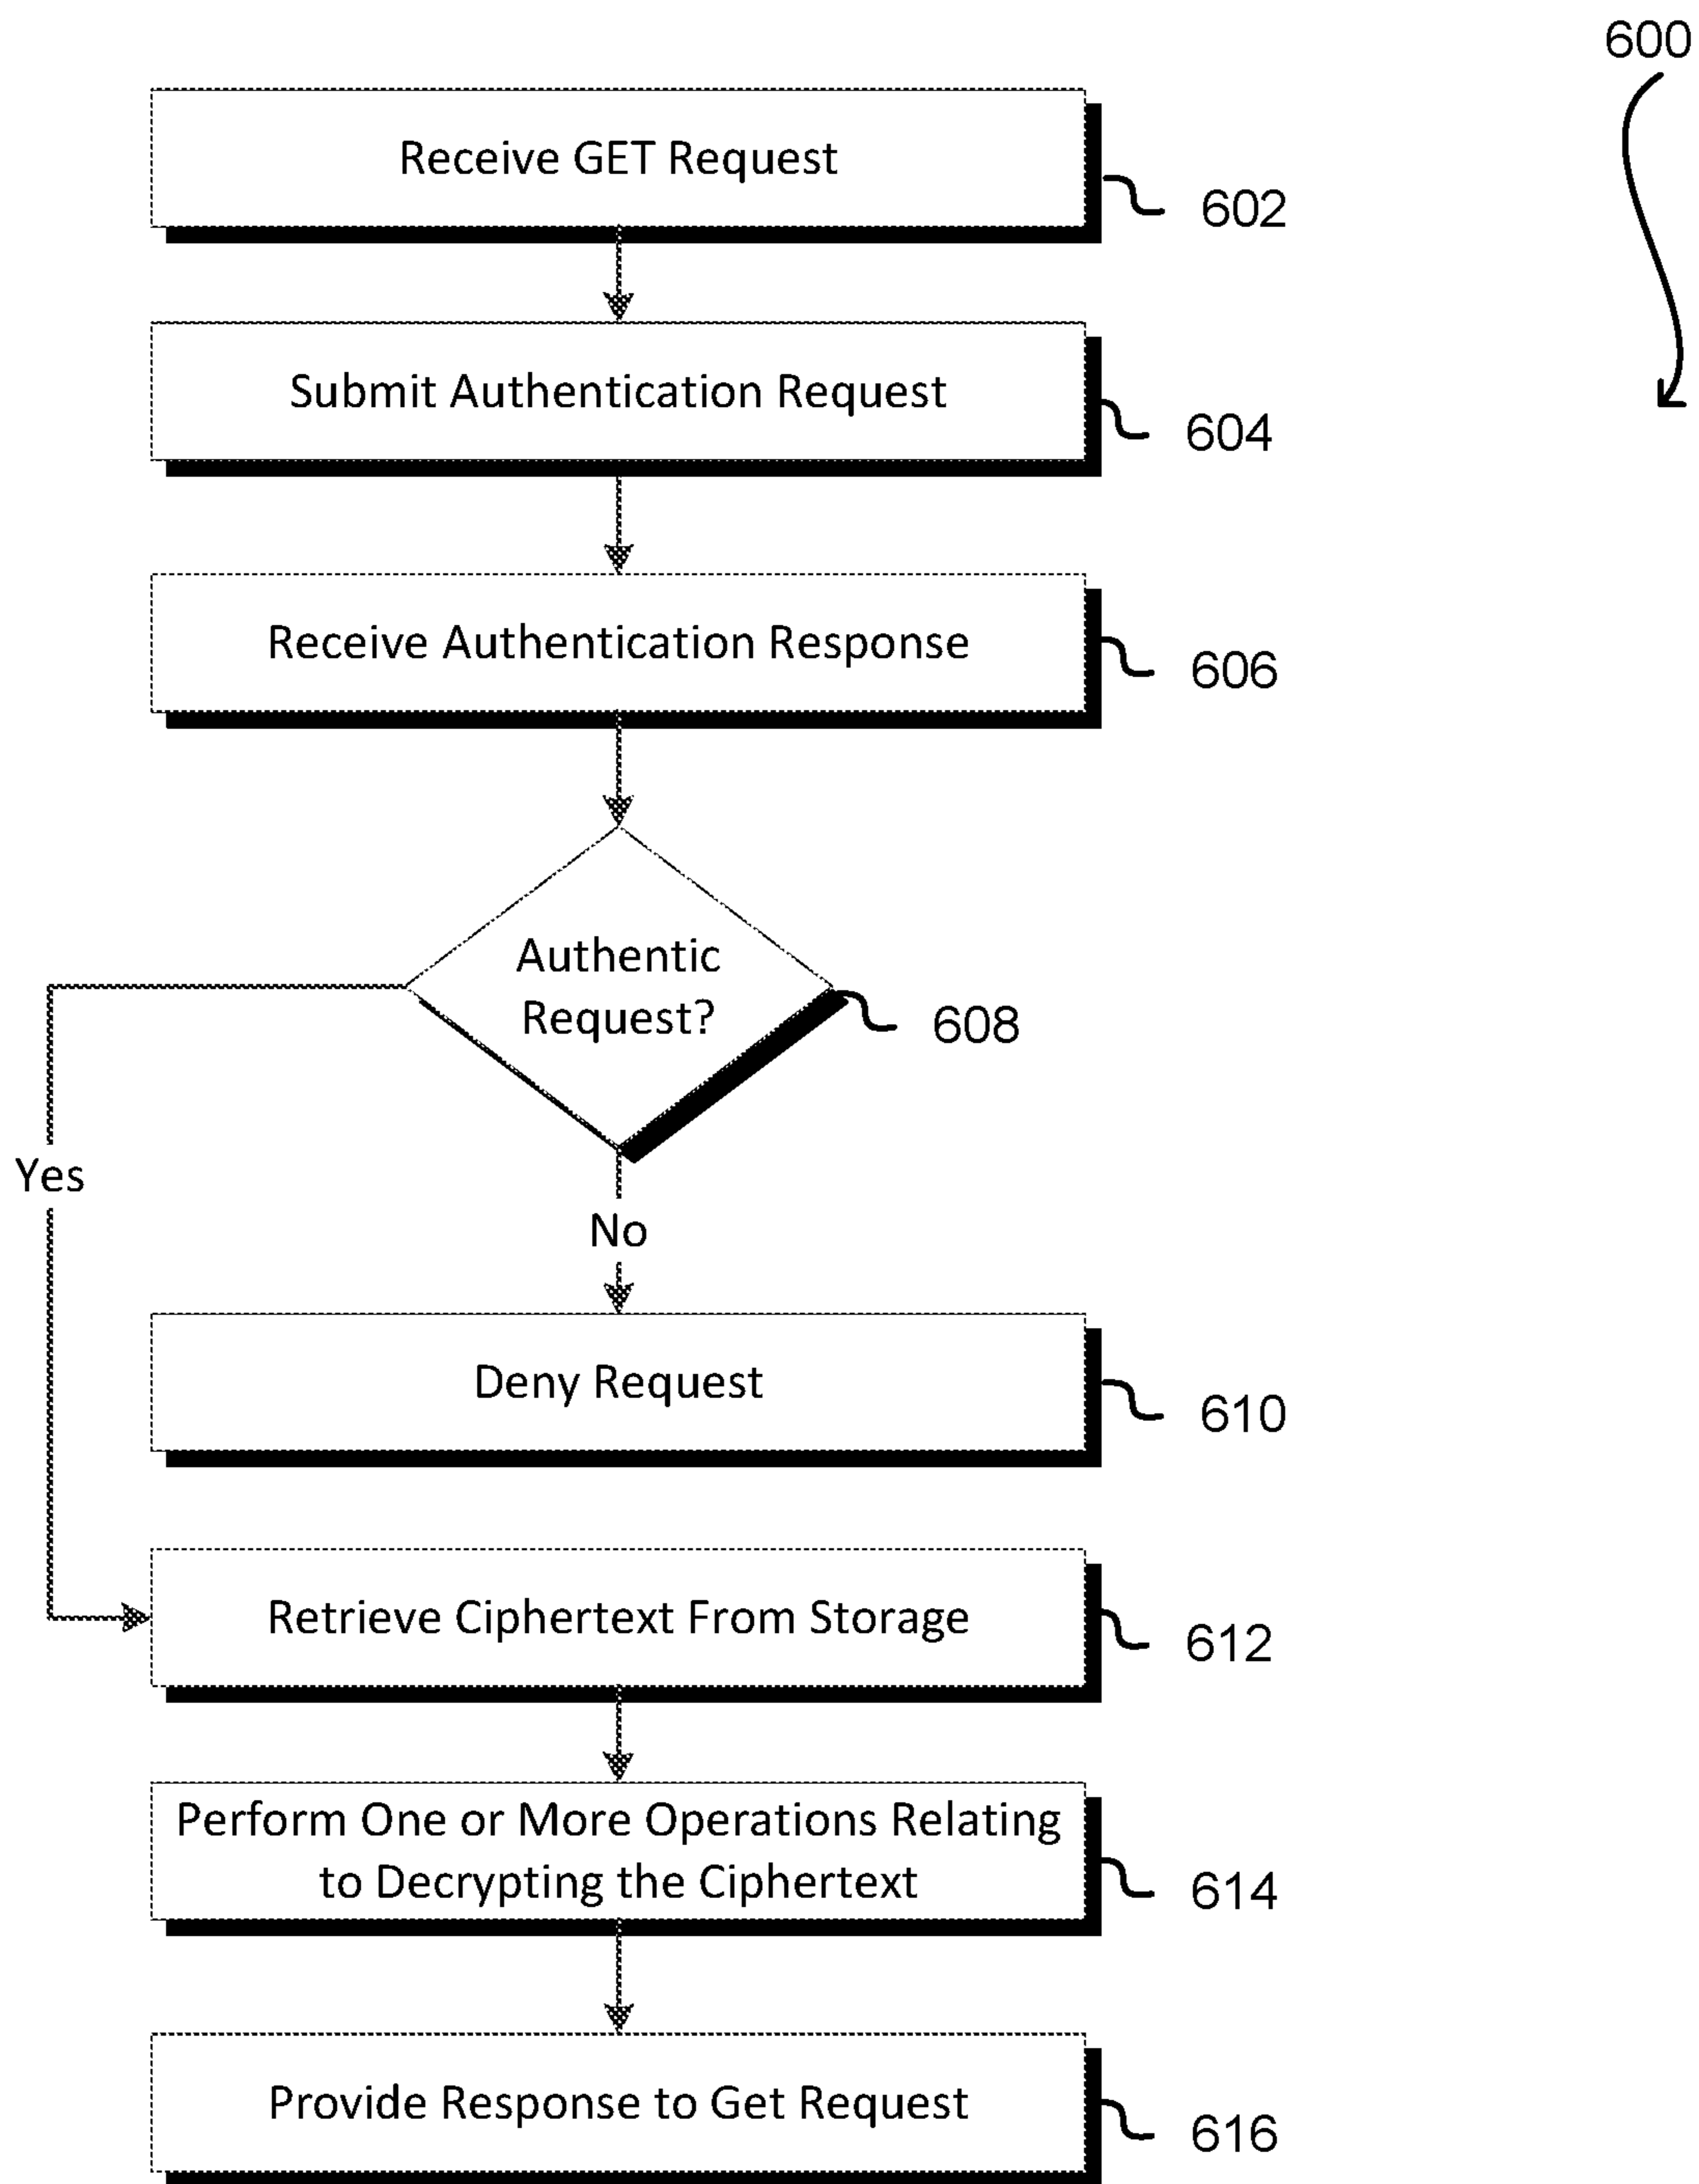 600
Receive GET Request
602
Submit Authentication Request
604
Receive Authentication Response
606
Authentic
Request?
608
Yes
No
Deny Request
610
Retrieve Ciphertext From Storage
612
Perform One or More Operations Relating
to Decrypting the Ciphertext
614
Provide Response to Get Request
616